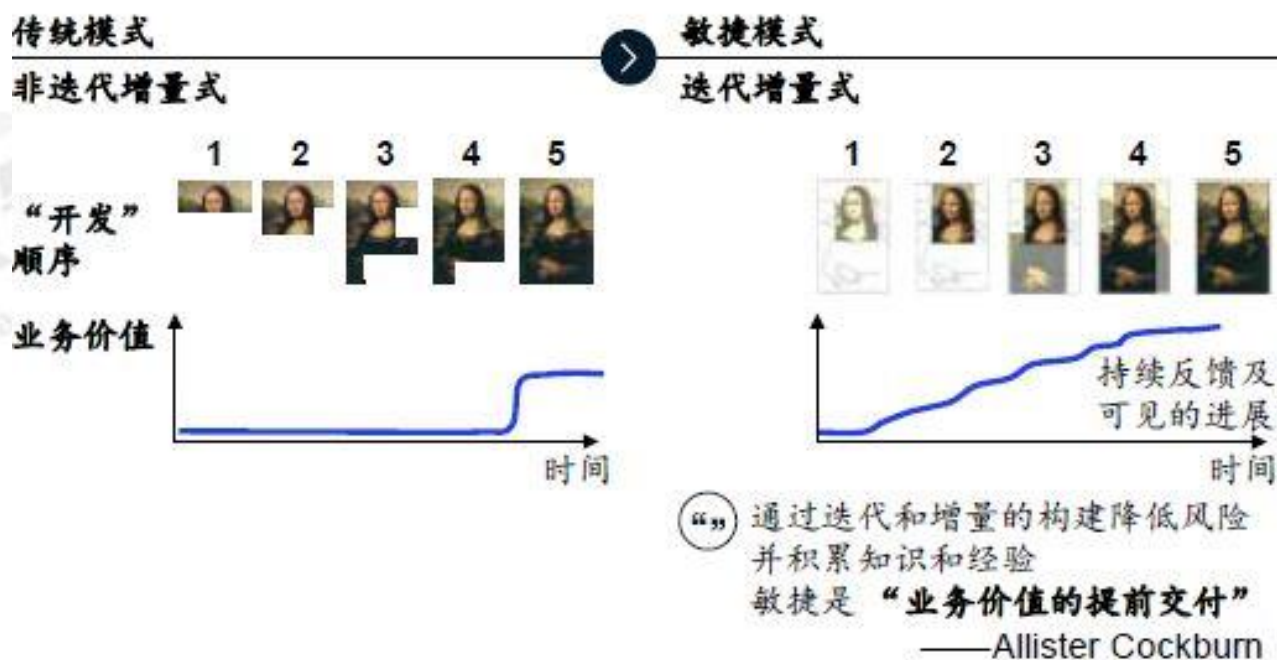 传统模式
非迭代增量式
1 2 3 4 5
“开发”
顺序
业务价值
时间
敏捷模式
迭代增量式
1 2 3 4 5
持续反馈及
可见的进展
时间
“” 通过迭代和增量的构建降低风险
并积累知识和经验
敏捷是“业务价值的提前交付”
——Allister Cockburn